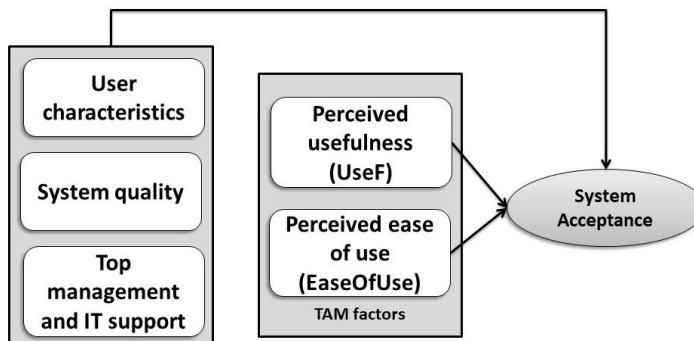 User
characteristics
System quality
Top
management
and IT support
Perceived
usefulness
(UseF)
Perceived ease
of use
(EaseOfUse)
TAM factors
System
Acceptance